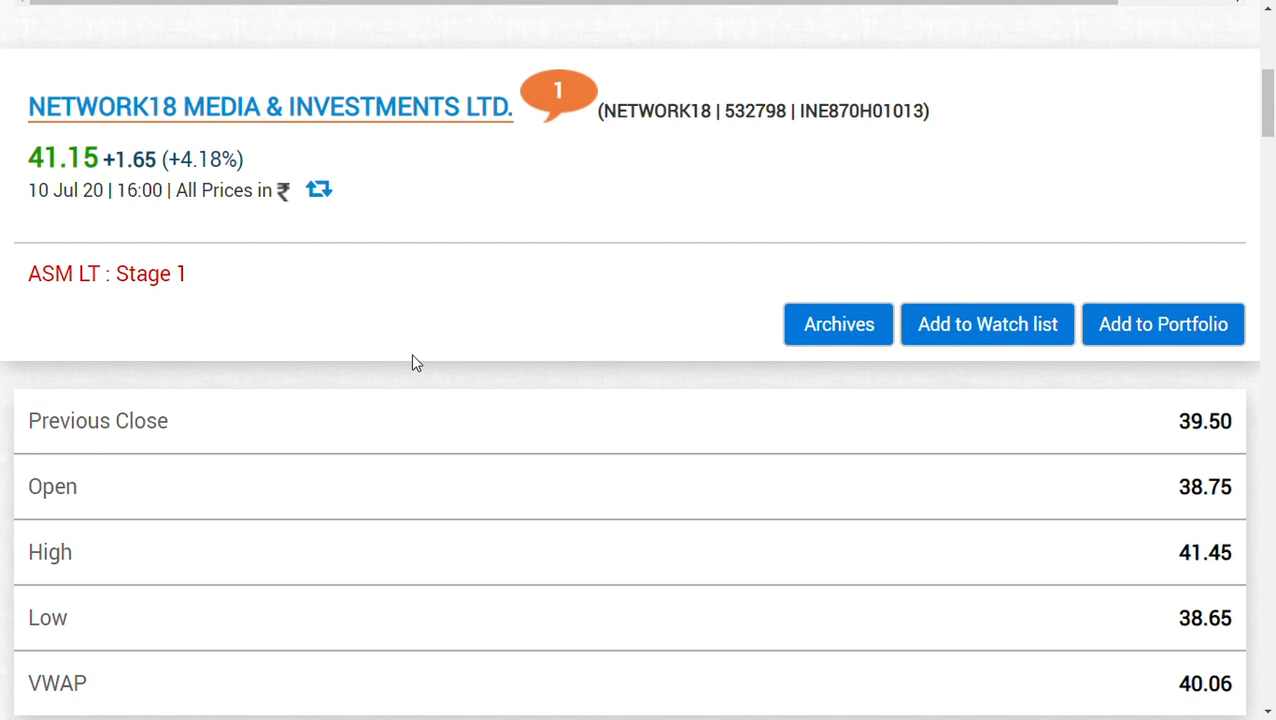 NETWORK18 MEDIA & INVESTMENTS LTD. 1 (NETWORK18 | 532798 | INE870H01013)
41.15 +1.65 (+4.18%)
10 Jul 20 | 16:00 | All Prices in ₹
ASM LT : Stage 1
Archives Add to Watch list Add to Portfolio
Previous Close 39.50
Open 38.75
High 41.45
Low 38.65
VWAP 40.06